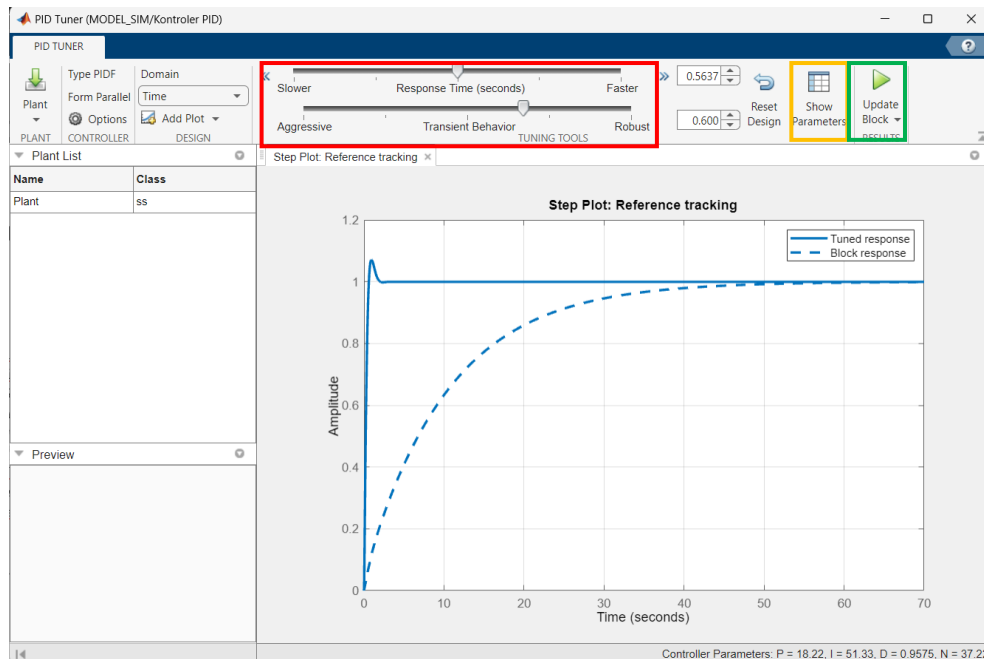 PID Tuner (MODEL_SIM/Kontroler PID)
PID TUNER
Plant
PLANT
Type PIDF
Form Parallel
Options
CONTROLLER
Domain
Time
Add Plot
DESIGN
Slower
Response Time (seconds)
Faster
Aggressive
Transient Behavior
Robust
TUNING TOOLS
0.5637
0.600
Reset
Design
Show
Parameters
Update
Block
RESULTS
Plant List
Name Class
Plant ss
Preview
Step Plot: Reference tracking
Step Plot: Reference tracking
Tuned response
Block response
Amplitude
1.2
1
0.8
0.6
0.4
0.2
0
0 10 20 30 40 50 60 70
Time (seconds)
Controller Parameters: P = 18.22, I = 51.33, D = 0.9575, N = 37.22